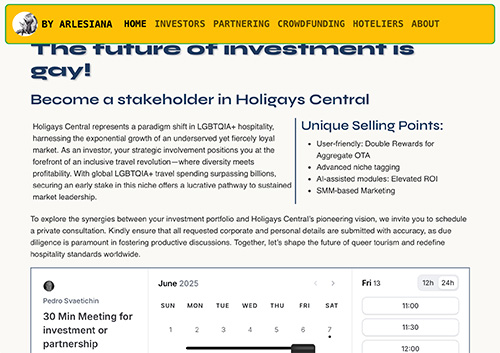 BY ARLESIANA HOME INVESTORS PARTNERING CROWDFUNDING HOTELIERS ABOUT
The future of investment is
gay!
Become a stakeholder in Holigays Central
Holigays Central represents a paradigm shift in LGBTQIA+ hospitality,
harnessing the exponential growth of an underserved yet fiercely loyal
market. As an investor, your strategic involvement positions you at the
forefront of an inclusive travel revolution—where diversity meets
profitability. With global LGBTQIA+ travel spending surpassing billions,
securing an early stake in this niche offers a lucrative pathway to sustained
market leadership.
Unique Selling Points:
User-friendly: Double Rewards for
Aggregate OTA
Advanced niche tagging
AI-assisted modules: Elevated ROI
SMM-based Marketing
To explore the synergies between your investment portfolio and Holigays Central's pioneering vision, we invite you to schedule
a private consultation. Kindly ensure that all requested corporate and personal details are submitted with accuracy, as due
diligence is paramount in fostering productive discussions. Together, let's shape the future of queer tourism and redefine
hospitality standards worldwide.
Pedro Svaetichin
30 Min Meeting for
investment or
partnership
June 2025
SUN MON TUE WED THU FRI SAT
1 2 3 4 5 6 7
Fri 13 12h 24h
11:00
11:30
12:00